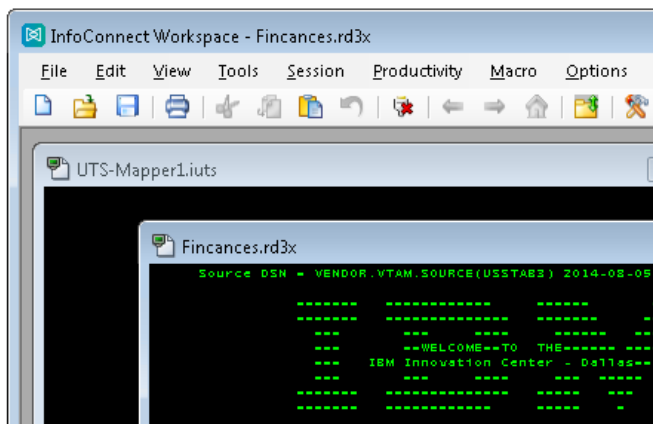 InfoConnect Workspace - Fincances.rd3x
File Edit View Tools Session Productivity Macro Options
UTS-Mapper1.iuts
Fincances.rd3x
Source DSN = VENDOR.VTAM.SOURCE(USSTAB3) 2014-08-05
--WELCOME--TO THE------ ---
IBM Innovation Center - Dallas--